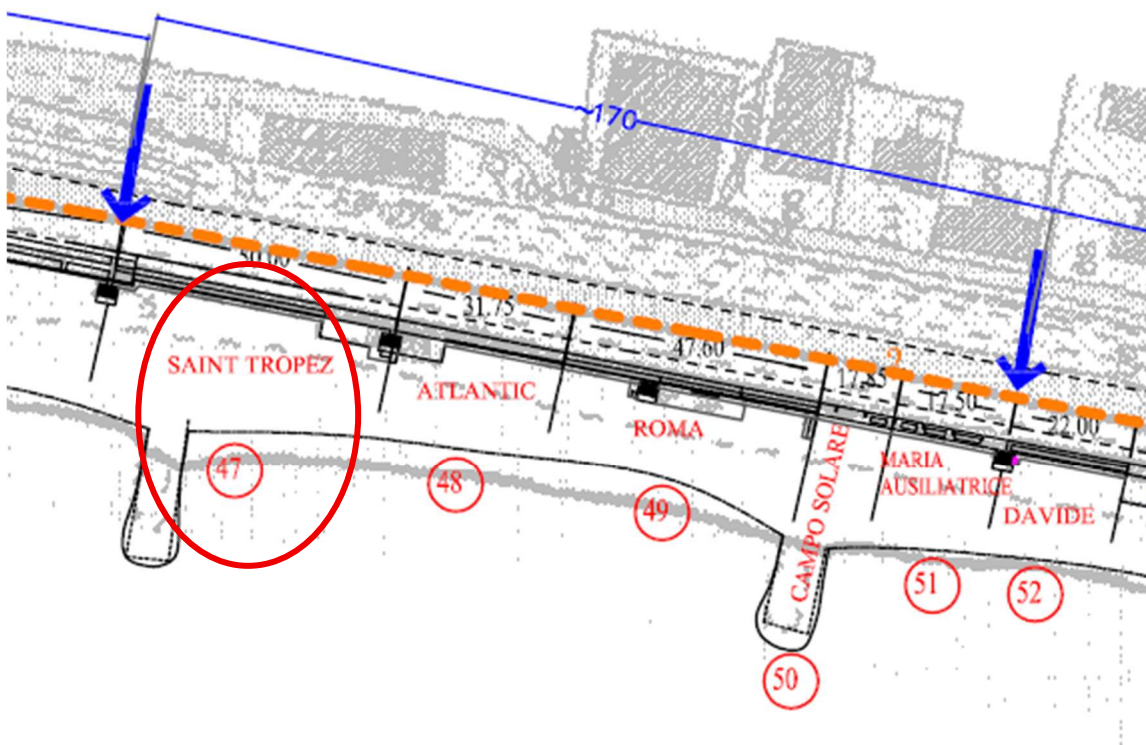 ~170
50.60
31.75
47.60
?
17.85
17.50
22.00
SAINT TROPEZ
ATLANTIC
ROMA
CAMPO SOLARE
MARIA
AUSILIATRICE
DAVIDE
47
48
49
50
51
52